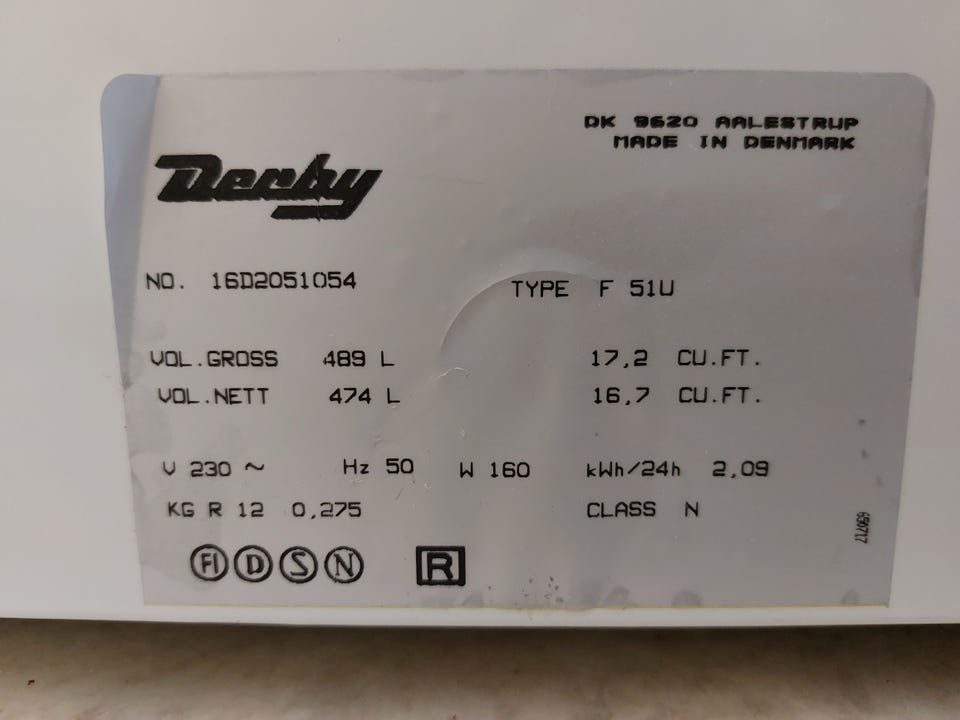 DK 9620 AALESTRUP
MADE IN DENMARK
Derby
NO. 16D2051054 TYPE F 51U
VOL.GROSS 489 L 17,2 CU.FT.
VOL.NETT 474 L 16,7 CU.FT.
V 230 ~ Hz 50 W 160 kWh/24h 2,09
KG R 12 0,275 CLASS N
FI D S N R